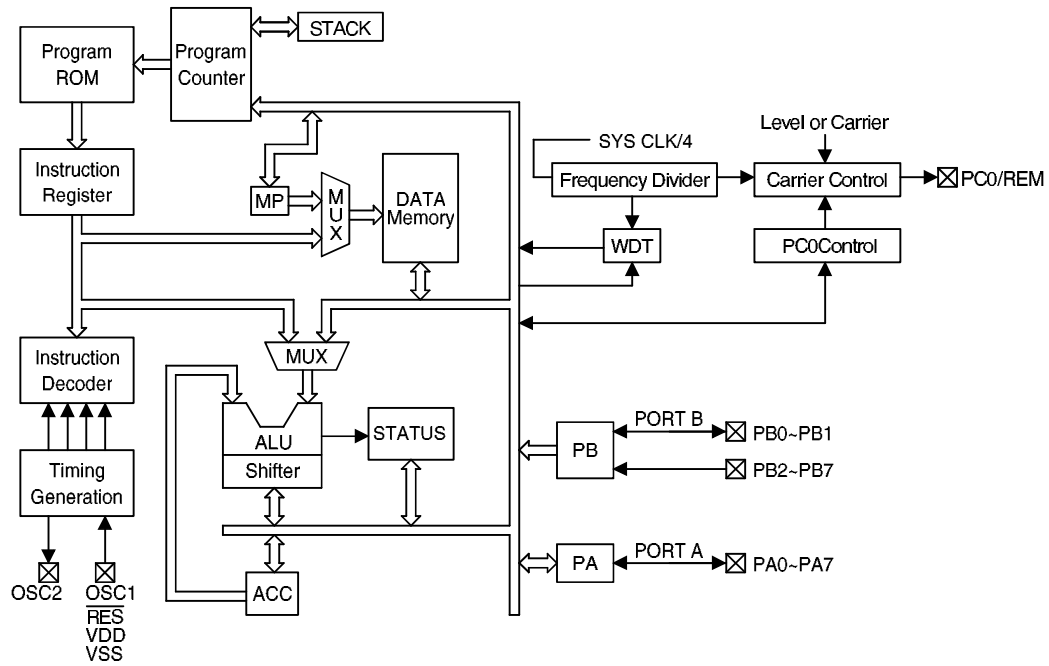 STACK
Program
ROM
Program
Counter
SYS CLK/4
Level or Carrier
Instruction
Register
MP
MUX
DATA
Memory
Frequency Divider
Carrier Control
PC0/REM
WDT
PC0Control
Instruction
Decoder
MUX
ALU
Shifter
STATUS
PB
PORT B
PB0~PB1
PB2~PB7
Timing
Generation
PA
PORT A
PA0~PA7
OSC2
OSC1
RES
VDD
VSS
ACC